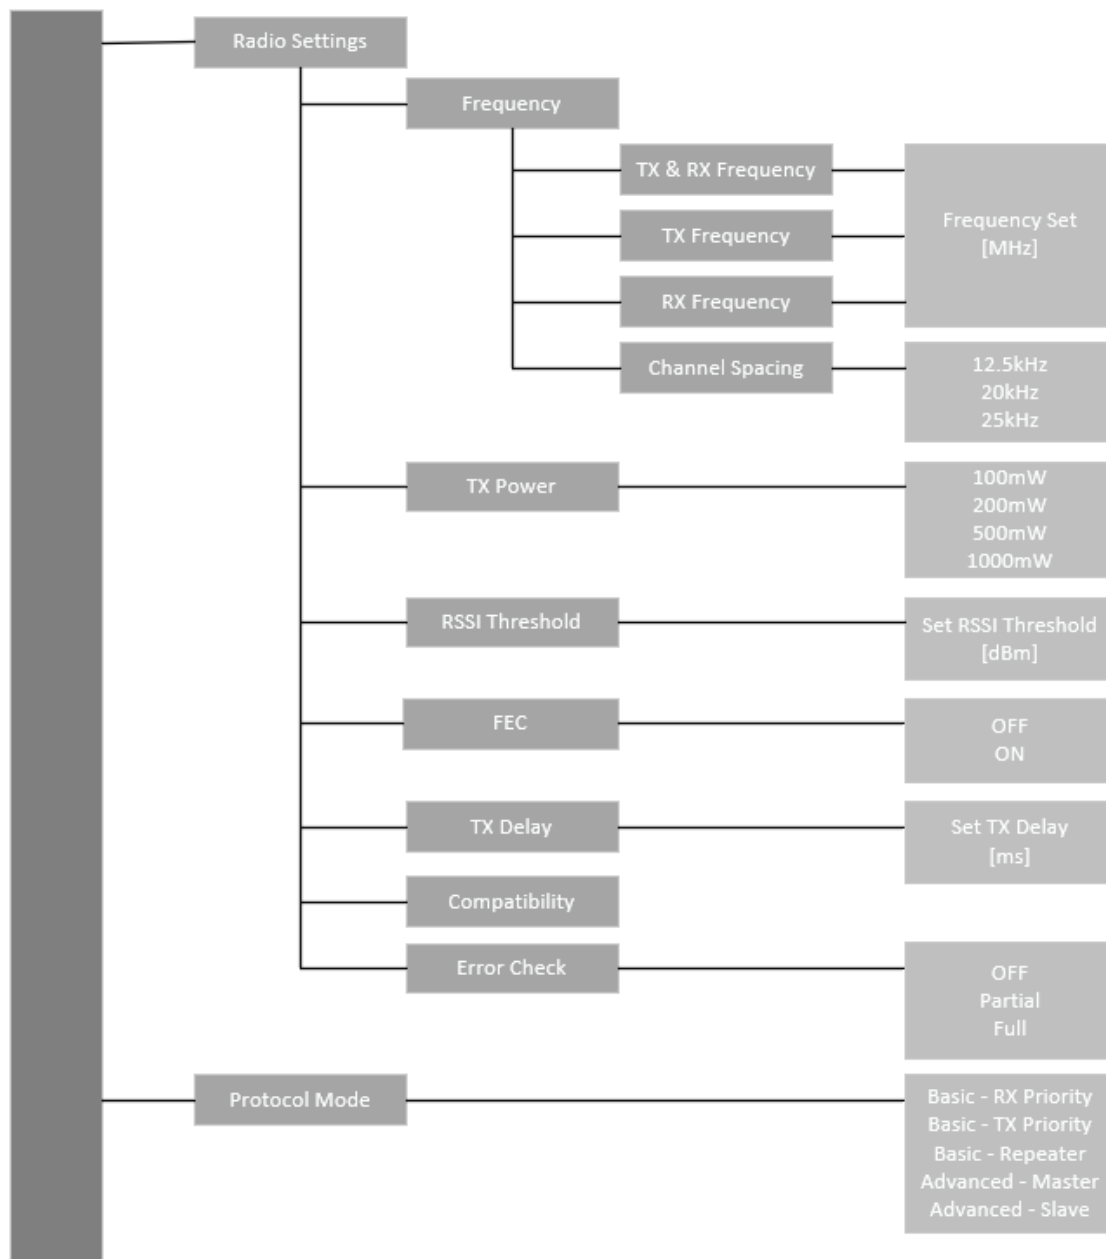 Radio Settings
Frequency
TX & RX Frequency
TX Frequency
RX Frequency
Frequency Set
[MHz]
Channel Spacing
12.5kHz
20kHz
25kHz
TX Power
100mW
200mW
500mW
1000mW
RSSI Threshold
Set RSSI Threshold
[dBm]
FEC
OFF
ON
TX Delay
Set TX Delay
[ms]
Compatibility
Error Check
OFF
Partial
Full
Protocol Mode
Basic - RX Priority
Basic - TX Priority
Basic - Repeater
Advanced - Master
Advanced - Slave